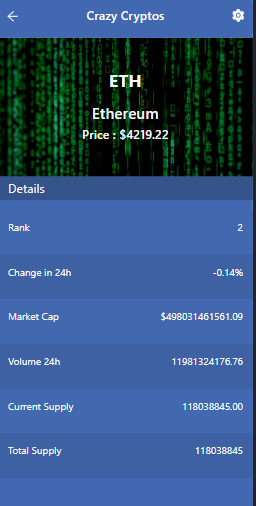 Crazy Cryptos
ETH
Ethereum
Price : $4219.22
Details
Rank 2
Change in 24h -0.14%
Market Cap $498031461561.09
Volume 24h 11981324176.76
Current Supply 118038845.00
Total Supply 118038845